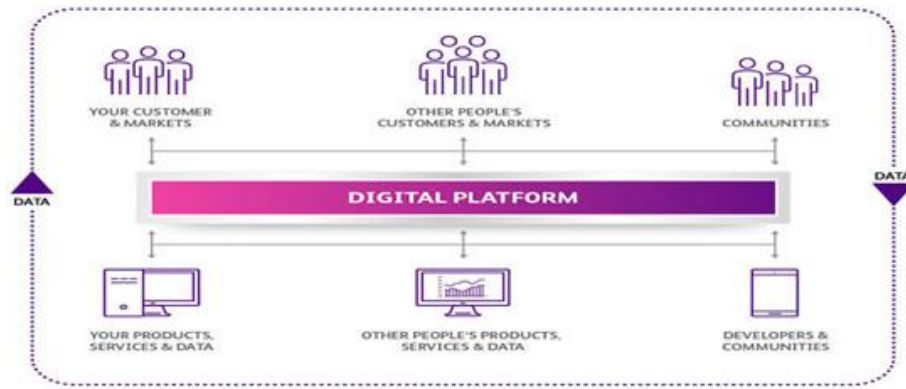 YOUR CUSTOMER
& MARKETS
OTHER PEOPLE'S
CUSTOMERS & MARKETS
COMMUNITIES
DATA
DIGITAL PLATFORM
DATA
YOUR PRODUCTS,
SERVICES & DATA
OTHER PEOPLE'S PRODUCTS,
SERVICES & DATA
DEVELOPERS &
COMMUNITIES